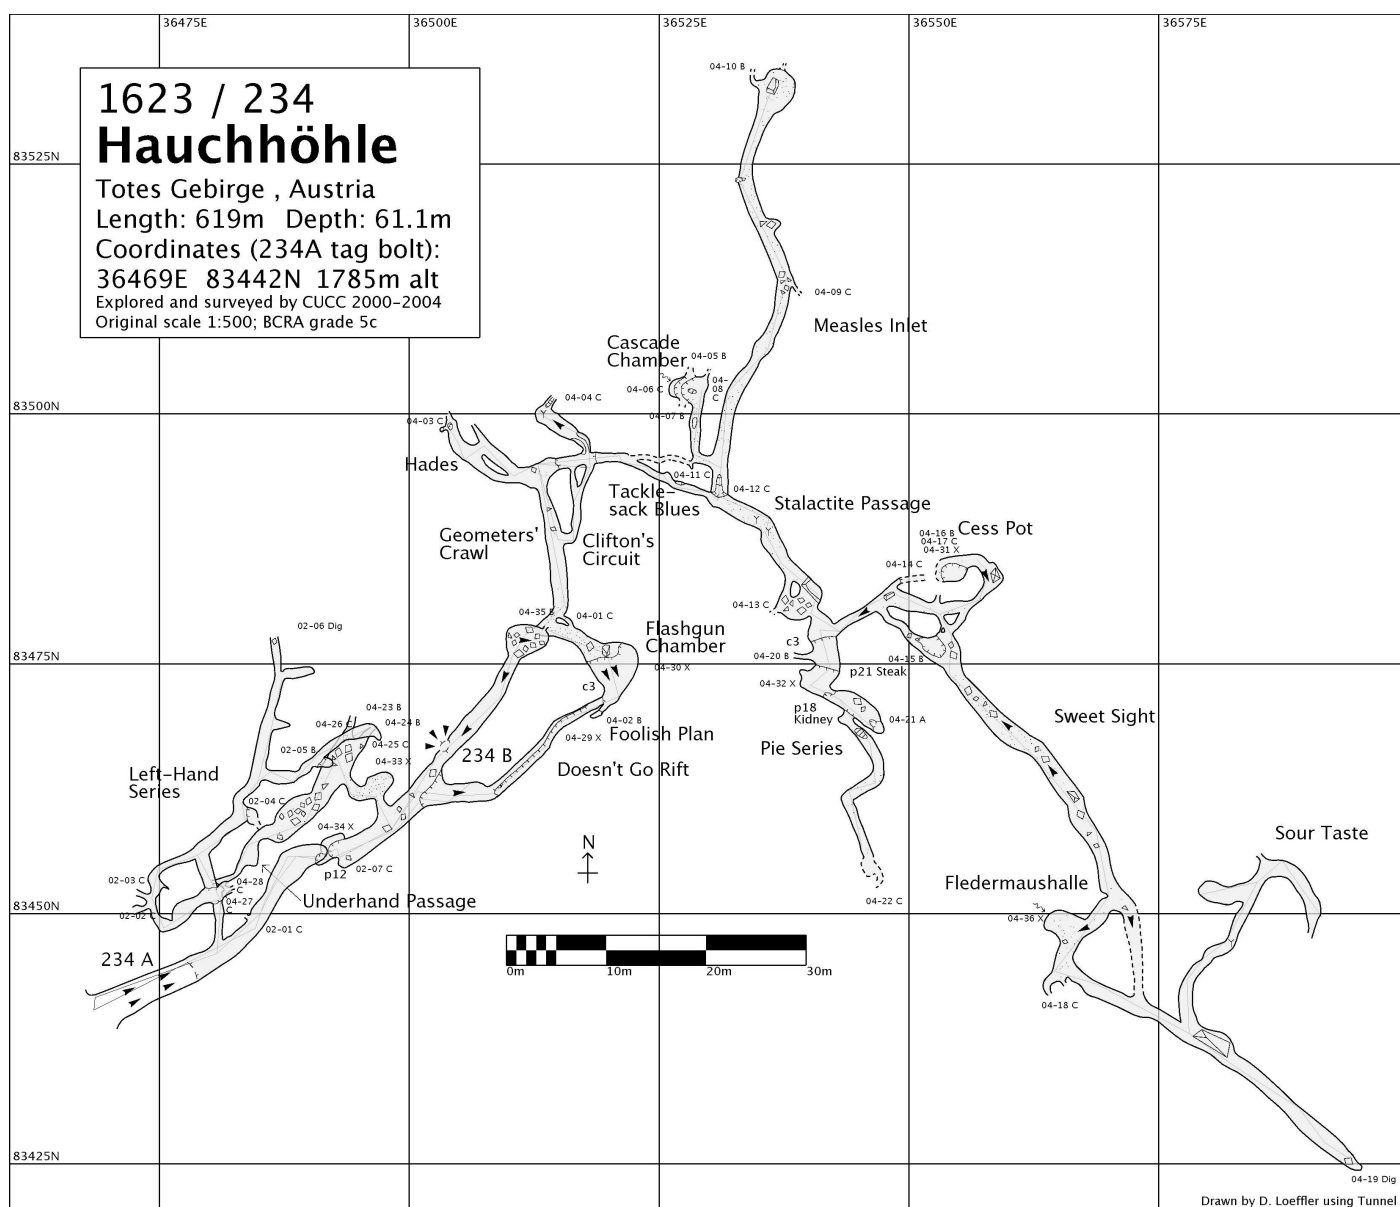 36475E
36500E
36525E
36550E
36575E
1623 / 234
Hauchhöhle
Totes Gebirge , Austria
Length: 619m Depth: 61.1m
Coordinates (234A tag bolt):
36469E 83442N 1785m alt
Explored and surveyed by CUCC 2000-2004
Original scale 1:500; BCRA grade 5c
83525N
83500N
83475N
83450N
83425N
04-10 B
04-09 C
Measles Inlet
Cascade
Chamber
04-05 B
04-06 C
04-
08
C
04-07 B
04-04 C
04-03 C
Hades
04-11 C
04-12 C
Tackle-
sack Blues
Stalactite Passage
Geometers'
Crawl
Clifton's
Circuit
04-16 B
04-17 C
04-31 X
Cess Pot
04-14 C
04-13 C
04-35 B
04-01 C
Flashgun
Chamber
04-30 X
c3
c3
04-20 B
04-15 B
p21 Steak
04-32 X
p18
Kidney
04-21 A
Pie Series
04-02 B
04-29 X
Foolish Plan
Doesn't Go Rift
Sweet Sight
02-06 Dig
04-23 B
04-26 C
04-24 B
04-25 C
02-05 B
04-33 X
234 B
Left-Hand
Series
02-04 C
04-34 X
p12
02-07 C
02-03 C
04-28
C
04-27
C
02-02 C
Underhand Passage
02-01 C
234 A
N
0m
10m
20m
30m
04-22 C
Sour Taste
Fledermaushalle
04-36 X
04-18 C
04-19 Dig
Drawn by D. Loeffler using Tunnel